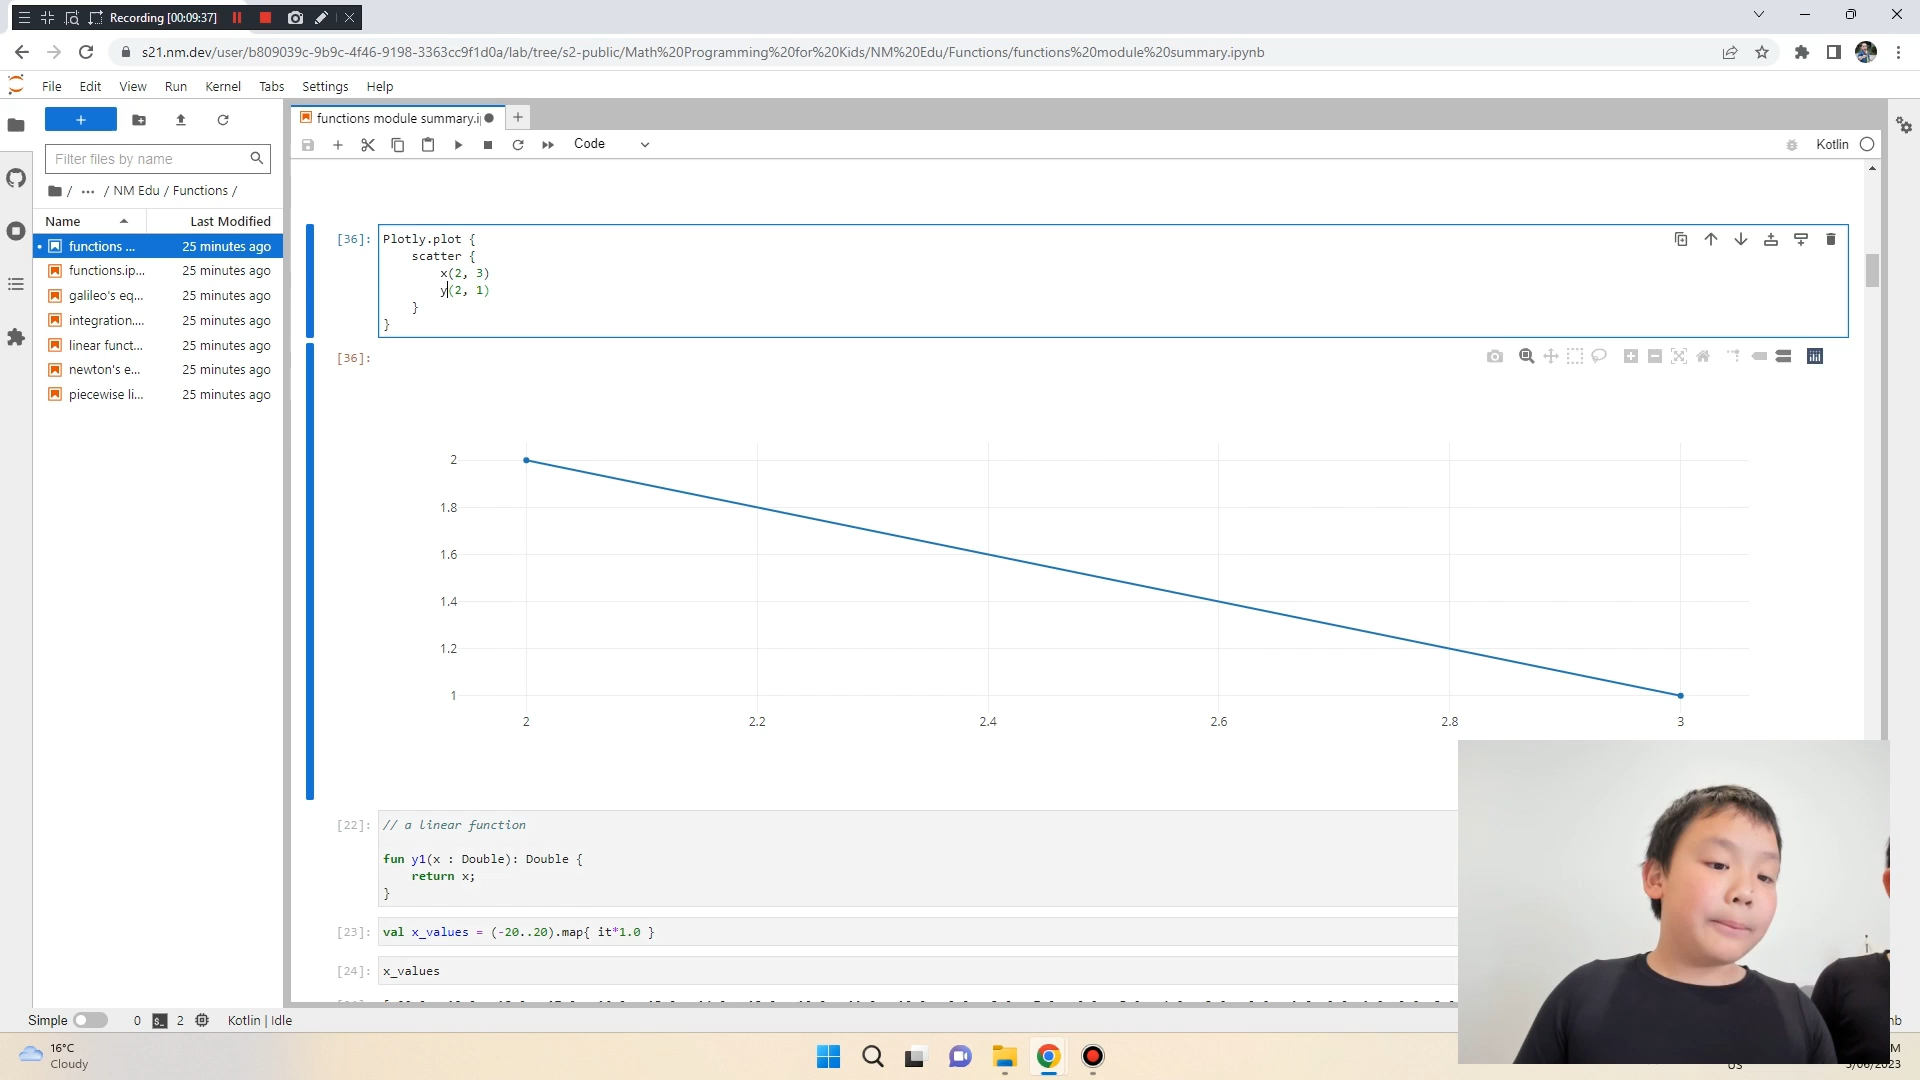 Recording [00:09:37]
s21.nm.dev/user/b809039c-9b9c-4f46-9198-3363cc9f1d0a/lab/tree/s2-public/Math%20Programming%20for%20Kids/NM%20Edu/Functions/functions%20module%20summary.ipynb
File Edit View Run Kernel Tabs Settings Help
functions module summary.i
Code
Kotlin
Filter files by name
/ ... / NM Edu / Functions /
Name Last Modified
functions ... 25 minutes ago
functions.ip... 25 minutes ago
galileo's eq... 25 minutes ago
integration.... 25 minutes ago
linear funct... 25 minutes ago
newton's e... 25 minutes ago
piecewise li... 25 minutes ago
[36]: Plotly.plot {
scatter {
x(2, 3)
y(2, 1)
}
}
[36]:
2
1.8
1.6
1.4
1.2
1
2 2.2 2.4 2.6 2.8 3
[22]: // a linear function
fun y1(x : Double): Double {
return x;
}
[23]: val x_values = (-20..20).map{ it*1.0 }
[24]: x_values
Simple 0 2 Kotlin | Idle
16°C
Cloudy